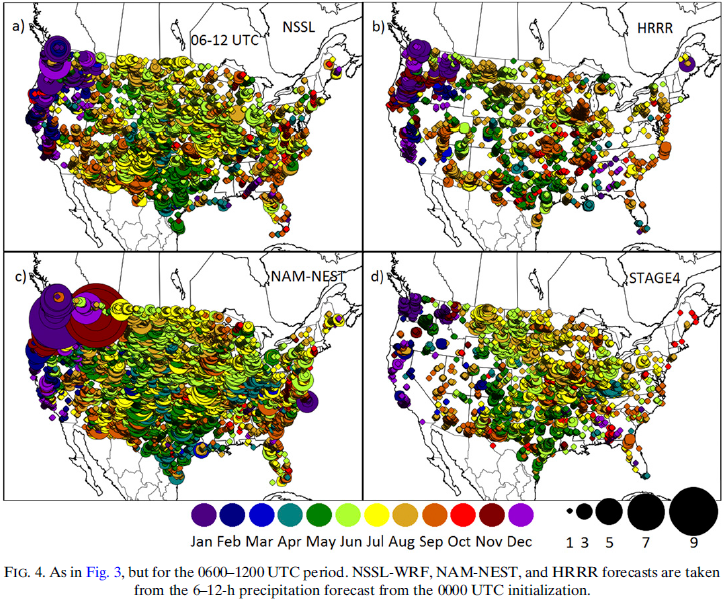 a) 06-12 UTC NSSL
b) HRRR
c) NAM-NEST
d) STAGE4
Jan Feb Mar Apr May Jun Jul Aug Sep Oct Nov Dec 1 3 5 7 9
FIG. 4. As in Fig. 3, but for the 0600–1200 UTC period. NSSL-WRF, NAM-NEST, and HRRR forecasts are taken
from the 6–12-h precipitation forecast from the 0000 UTC initialization.